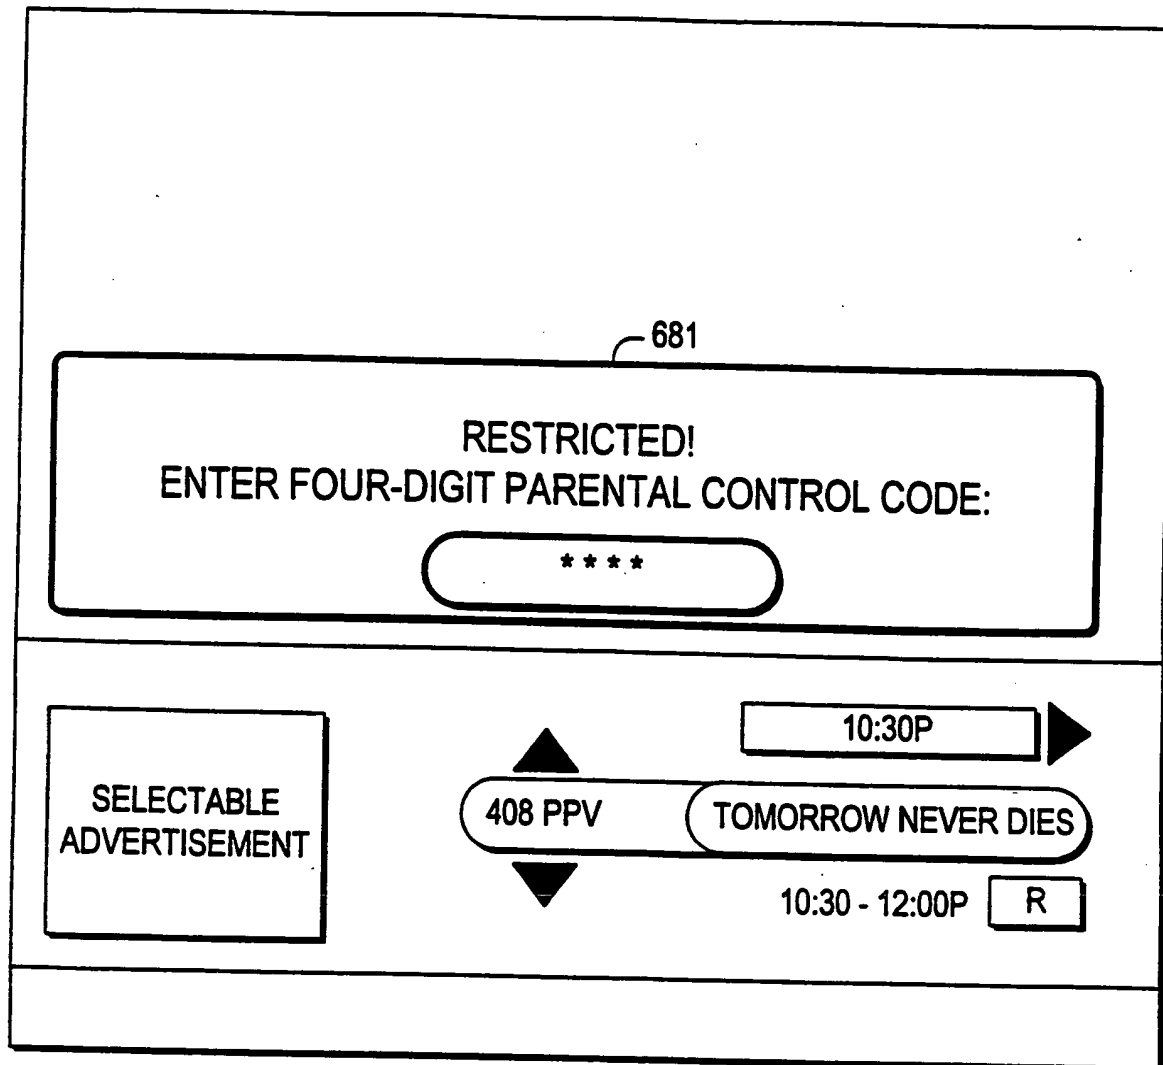 681
RESTRICTED!
ENTER FOUR-DIGIT PARENTAL CONTROL CODE:
* * * *
SELECTABLE
ADVERTISEMENT
10:30P
408 PPV
TOMORROW NEVER DIES
10:30 - 12:00P
R